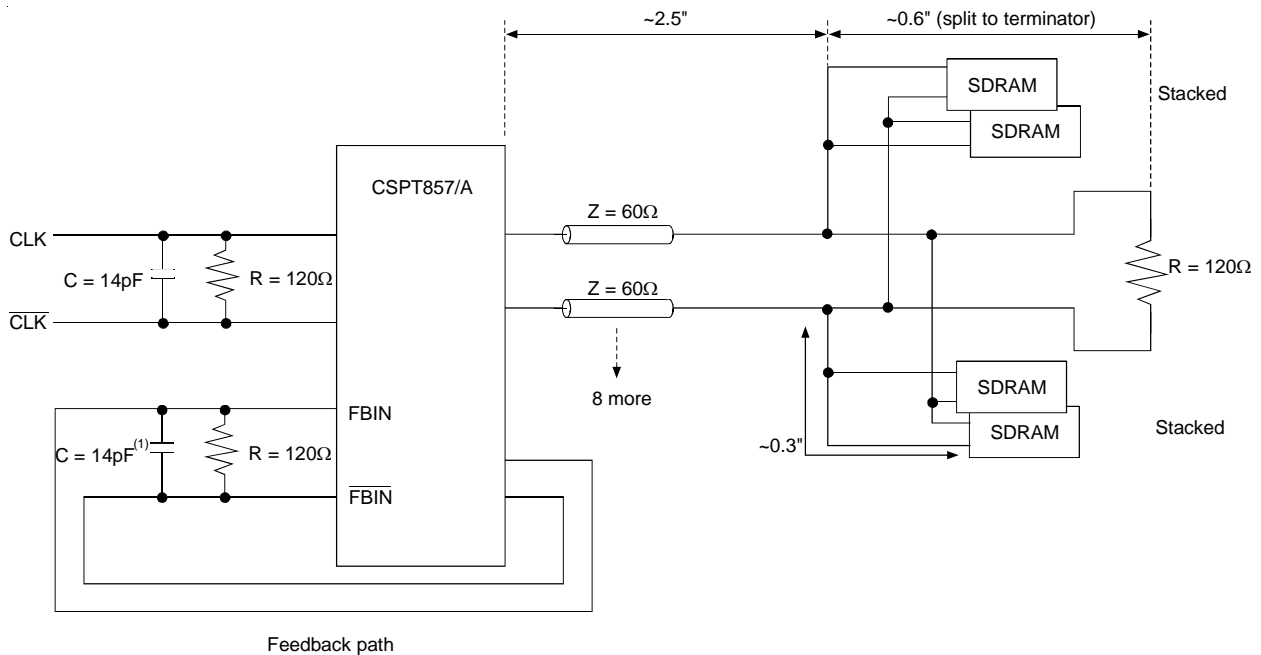 ~2.5"
~0.6" (split to terminator)
SDRAM
SDRAM
Stacked
CSPT857/A
CLK
C = 14pF
R = 120Ω
CLK
Z = 60Ω
Z = 60Ω
8 more
R = 120Ω
SDRAM
SDRAM
Stacked
~0.3"
FBIN
C = 14pF(1)
R = 120Ω
FBIN
Feedback path